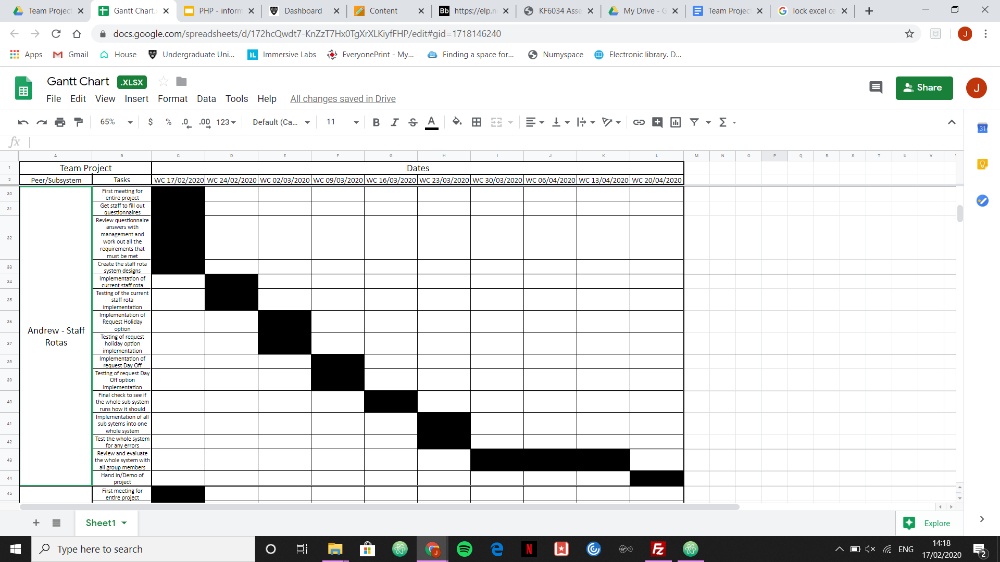 Team Project
Gantt Chart.
PHP - inform
Dashboard
Content
Bb https://elp.n
KF6034 Asse
My Drive - G
Team Projec
lock excel ce
docs.google.com/spreadsheets/d/172hcQwdt7-KnZzT7Hx0TgXrXLKiyfFHP/edit#gid=1718146240
J
Apps
Gmail
House
Undergraduate Uni...
IL Immersive Labs
EveryonePrint - My...
Finding a space for...
Numyspace
Electronic library. D...
Gantt Chart .XLSX
File Edit View Insert Format Data Tools Help All changes saved in Drive
Share
J
65% $ % .0 .00 123 Default (Ca... 11 B I S A Σ
31
fx
A B C D E F G H I J K L M N O P Q R S T U V
1 Team Project Dates
2 Peer/Subsystem Tasks WC 17/02/2020 WC 24/02/2020 WC 02/03/2020 WC 09/03/2020 WC 16/03/2020 WC 23/03/2020 WC 30/03/2020 WC 06/04/2020 WC 13/04/2020 WC 20/04/2020
Andrew - Staff
Rotas
30 First meeting for
entire project
31 Get staff to fill out
questionnaires
32 Review questionnaire
answers with
management and
work out all the
requirements that
must be met
33 Create the staff rota
system designs
34 Implementation of
current staff rota
35 Testing of the current
staff rota
implementation
36 Implementation of
Request Holiday
option
37 Testing of request
holiday option
implementation
38 Implementation of
request Day Off
39 Testing of request Day
Off option
implementation
40 Final check to see if
the whole sub system
runs how it should
41 Implementation of all
sub sytems into one
whole system
42 Test the whole system
for any errors
43 Review and evaluate
the whole system with
all group members
44 Hand in/Demo of
project
45 First meeting for
entire project
Sheet1
Explore
Type here to search
ENG
14:18
17/02/2020
2